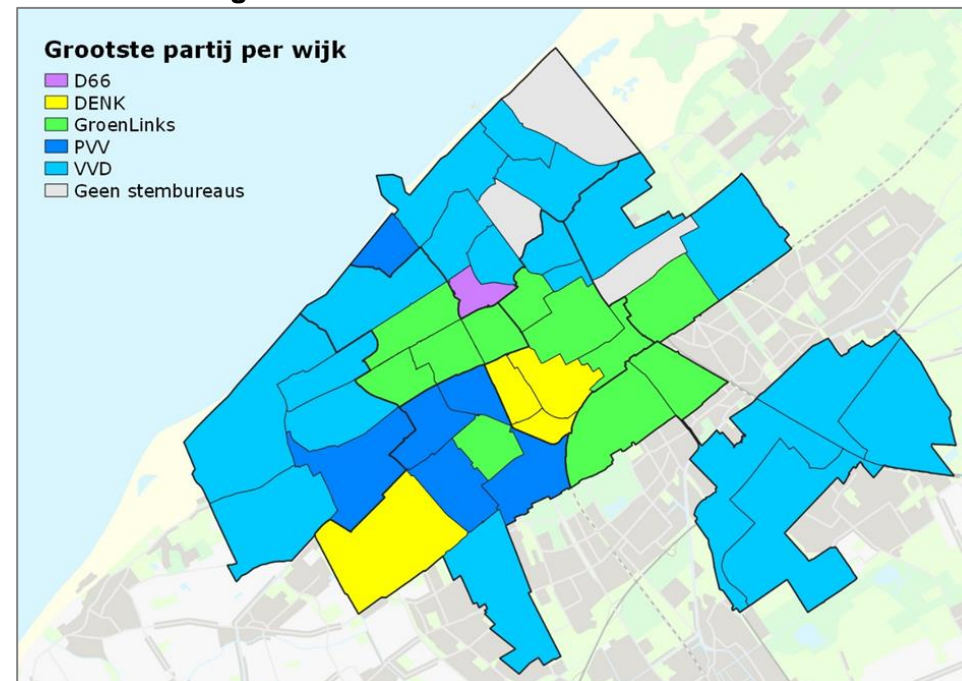 Grootste partij per wijk
D66
DENK
GroenLinks
PVV
VVD
Geen stembureaus